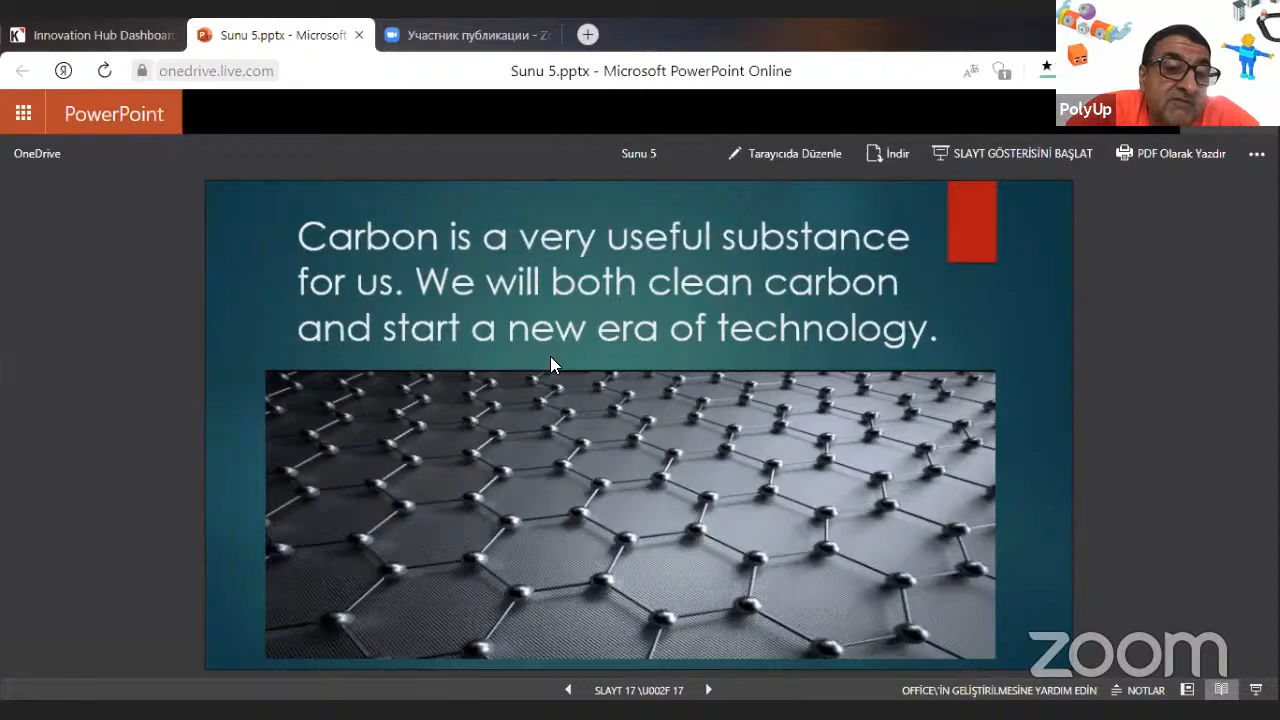 Innovation Hub Dashboard
Sunu 5.pptx - Microsoft
Участник публикации - Zo
onedrive.live.com
Sunu 5.pptx - Microsoft PowerPoint Online
PolyUp
PowerPoint
OneDrive
Sunu 5
Tarayıcıda Düzenle
İndir
SLAYT GÖSTERİSİNİ BAŞLAT
PDF Olarak Yazdır
Carbon is a very useful substance
for us. We will both clean carbon
and start a new era of technology.
zoom
SLAYT 17 \U002F 17
OFFICE\'IN GELİŞTİRİLMESİNE YARDIM EDİN
NOTLAR